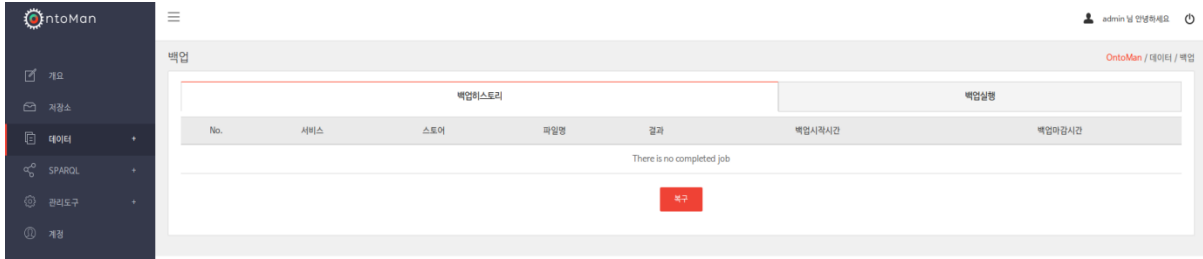 OntoMan
admin 님 안녕하세요
백업
OntoMan / 데이터 / 백업
개요
저장소
데이터 +
SPARQL +
관리도구 +
계정
백업히스토리 백업실행
No. 서비스 스토어 파일명 결과 백업시작시간 백업마감시간
There is no completed job
복구